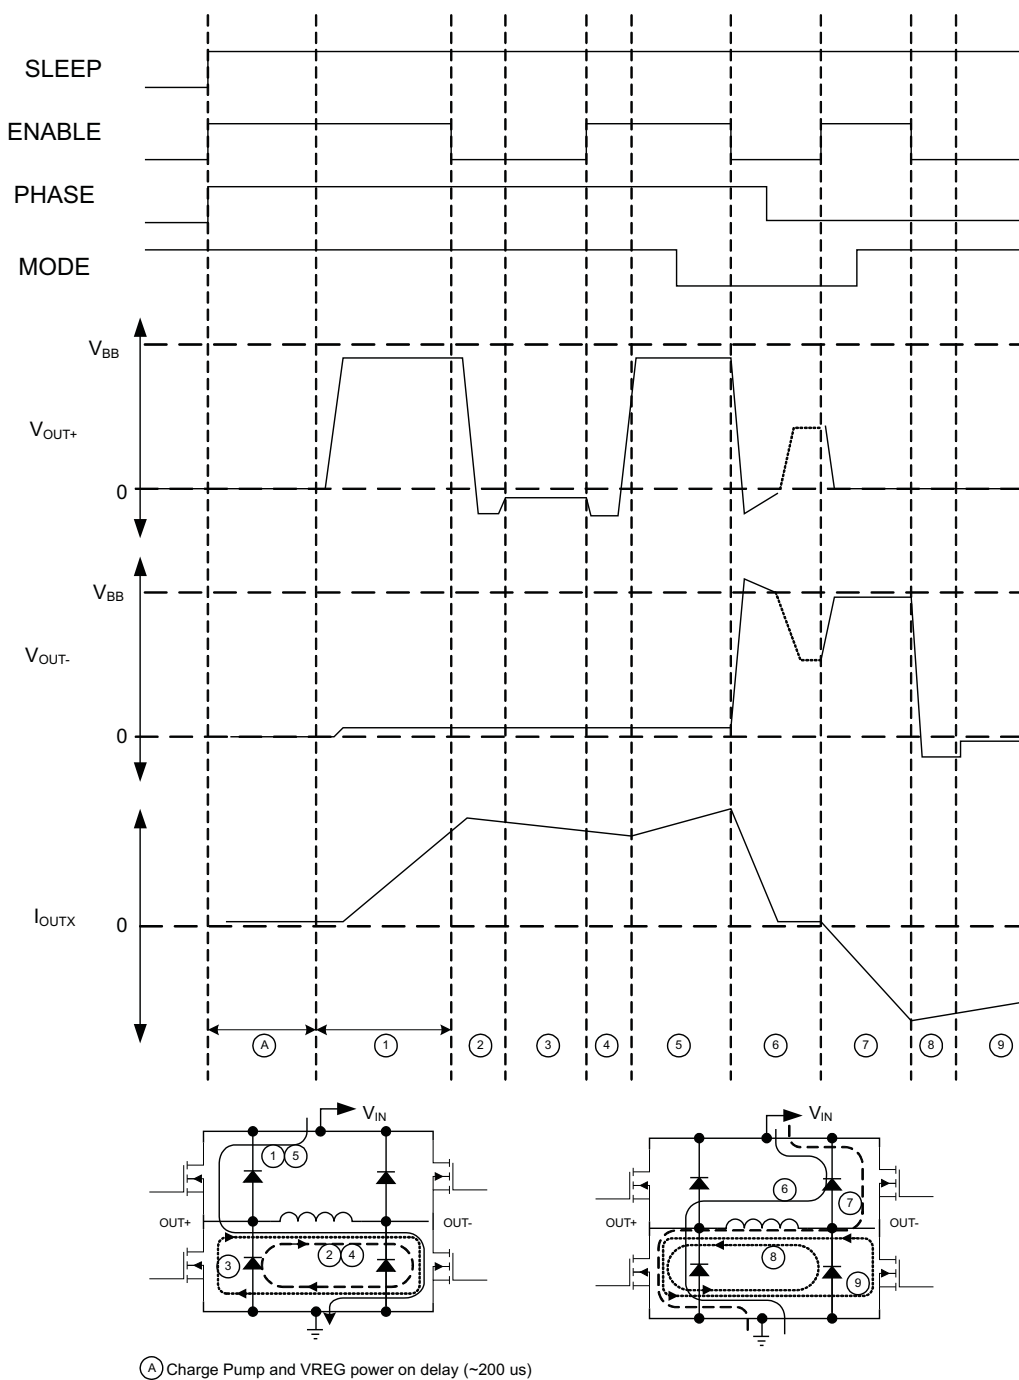 SLEEP
ENABLE
PHASE
MODE
VBB
VOUT+
0
VBB
VOUT-
0
IOUTX
0
A 1 2 3 4 5 6 7 8 9
VIN
1 5
OUT+ OUT-
3 2 4
VIN
6
7
OUT+ OUT-
8
9
A Charge Pump and VREG power on delay (~200 us)